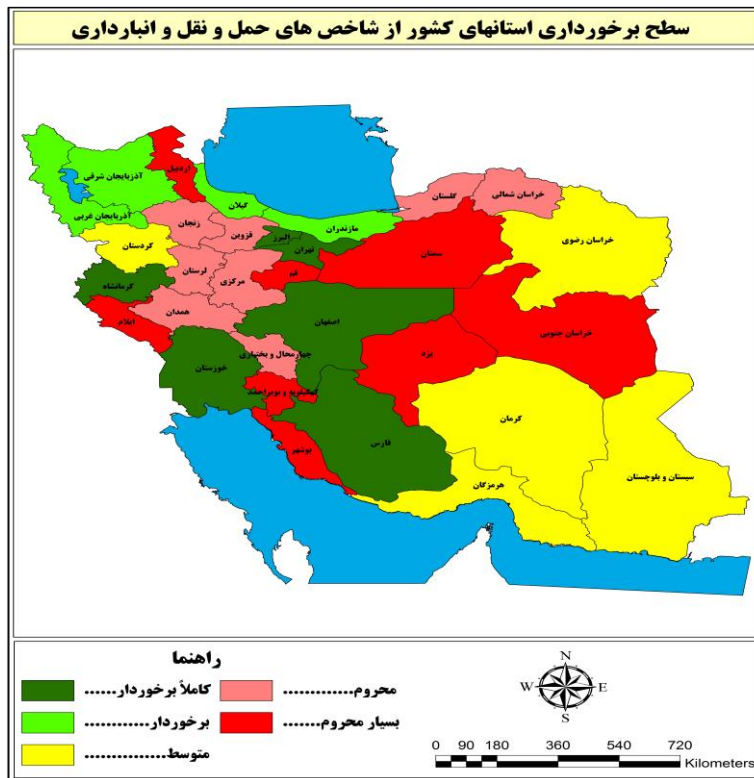 سطح برخورداری استانهای کشور از شاخص های حمل و نقل و انبارداری
اردبیل
آذربایجان شرقی
آذربایجان غربی
گیلان
مازندران
گلستان
خراسان شمالی
خراسان رضوی
زنجان
قزوین
البرز
تهران
سمنان
کردستان
قم
مرکزی
لرستان
کرمانشاه
همدان
ایلام
اصفهان
خراسان جنوبی
یزد
چهارمحال و بختیاری
خوزستان
کهگیلویه و بویراحمد
کرمان
فارس
بوشهر
سیستان و بلوچستان
هرمزگان
راهنما
کاملاً برخوردار......
محروم.............
برخوردار............
بسیار محروم.......
متوسط...............
N
W E
S
0 90 180 360 540 720
Kilometers